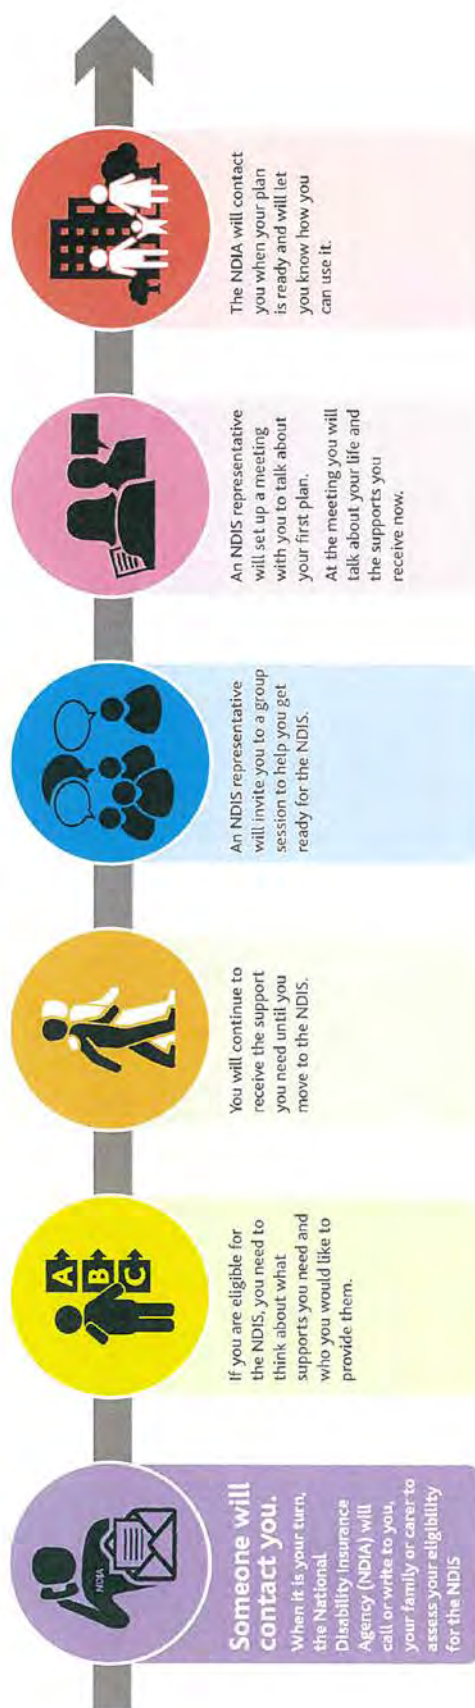 NDIA
Someone will
contact you.
When it is your turn,
the National
Disability Insurance
Agency (NDIA) will
call or write to you,
your family or carer to
assess your eligibility
for the NDIS
A
B
C
If you are eligible for
the NDIS, you need to
think about what
supports you need and
who you would like to
provide them.
You will continue to
receive the support
you need until you
move to the NDIS.
An NDIS representative
will invite you to a group
session to help you get
ready for the NDIS.
An NDIS representative
will set up a meeting
with you to talk about
your first plan.
At the meeting you will
talk about your life and
the supports you
receive now.
The NDIA will contact
you when your plan
is ready and will let
you know how you
can use it.